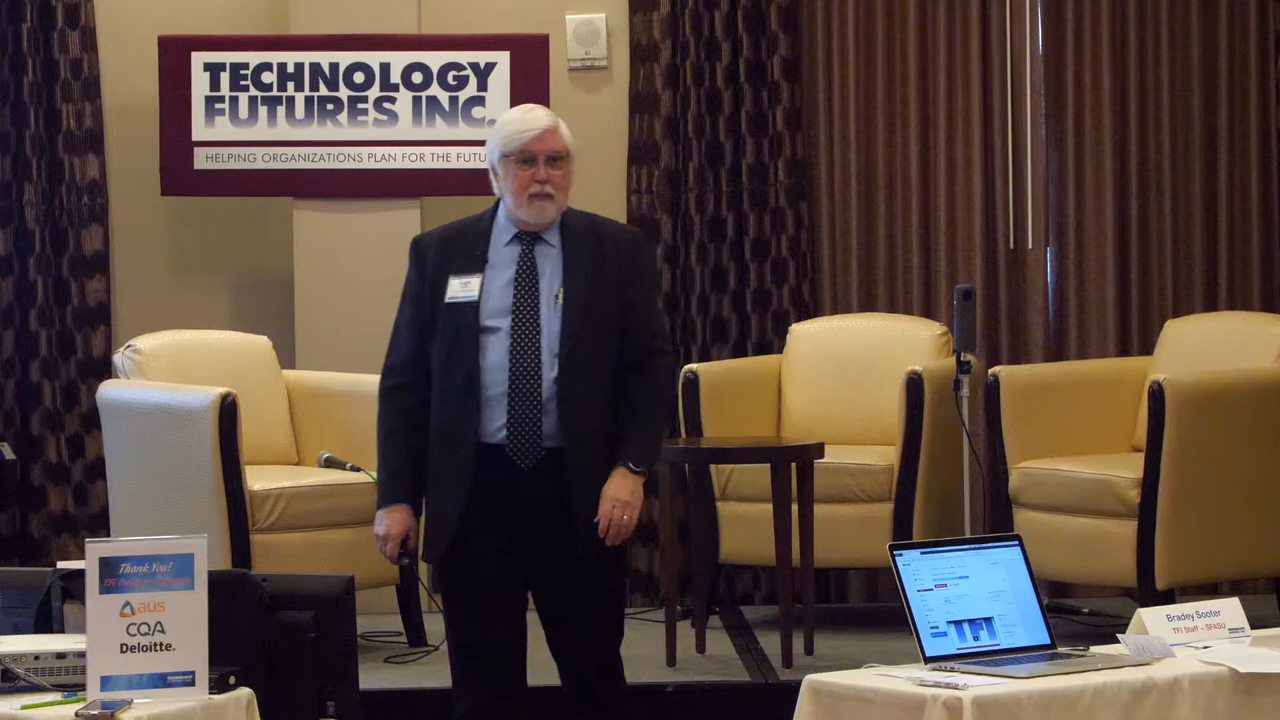 TECHNOLOGY
FUTURES INC.
HELPING ORGANIZATIONS PLAN FOR THE FUTU
Thank You!
aus
CQA
Deloitte.
Bradey Sooter
TFI Staff - SFASU